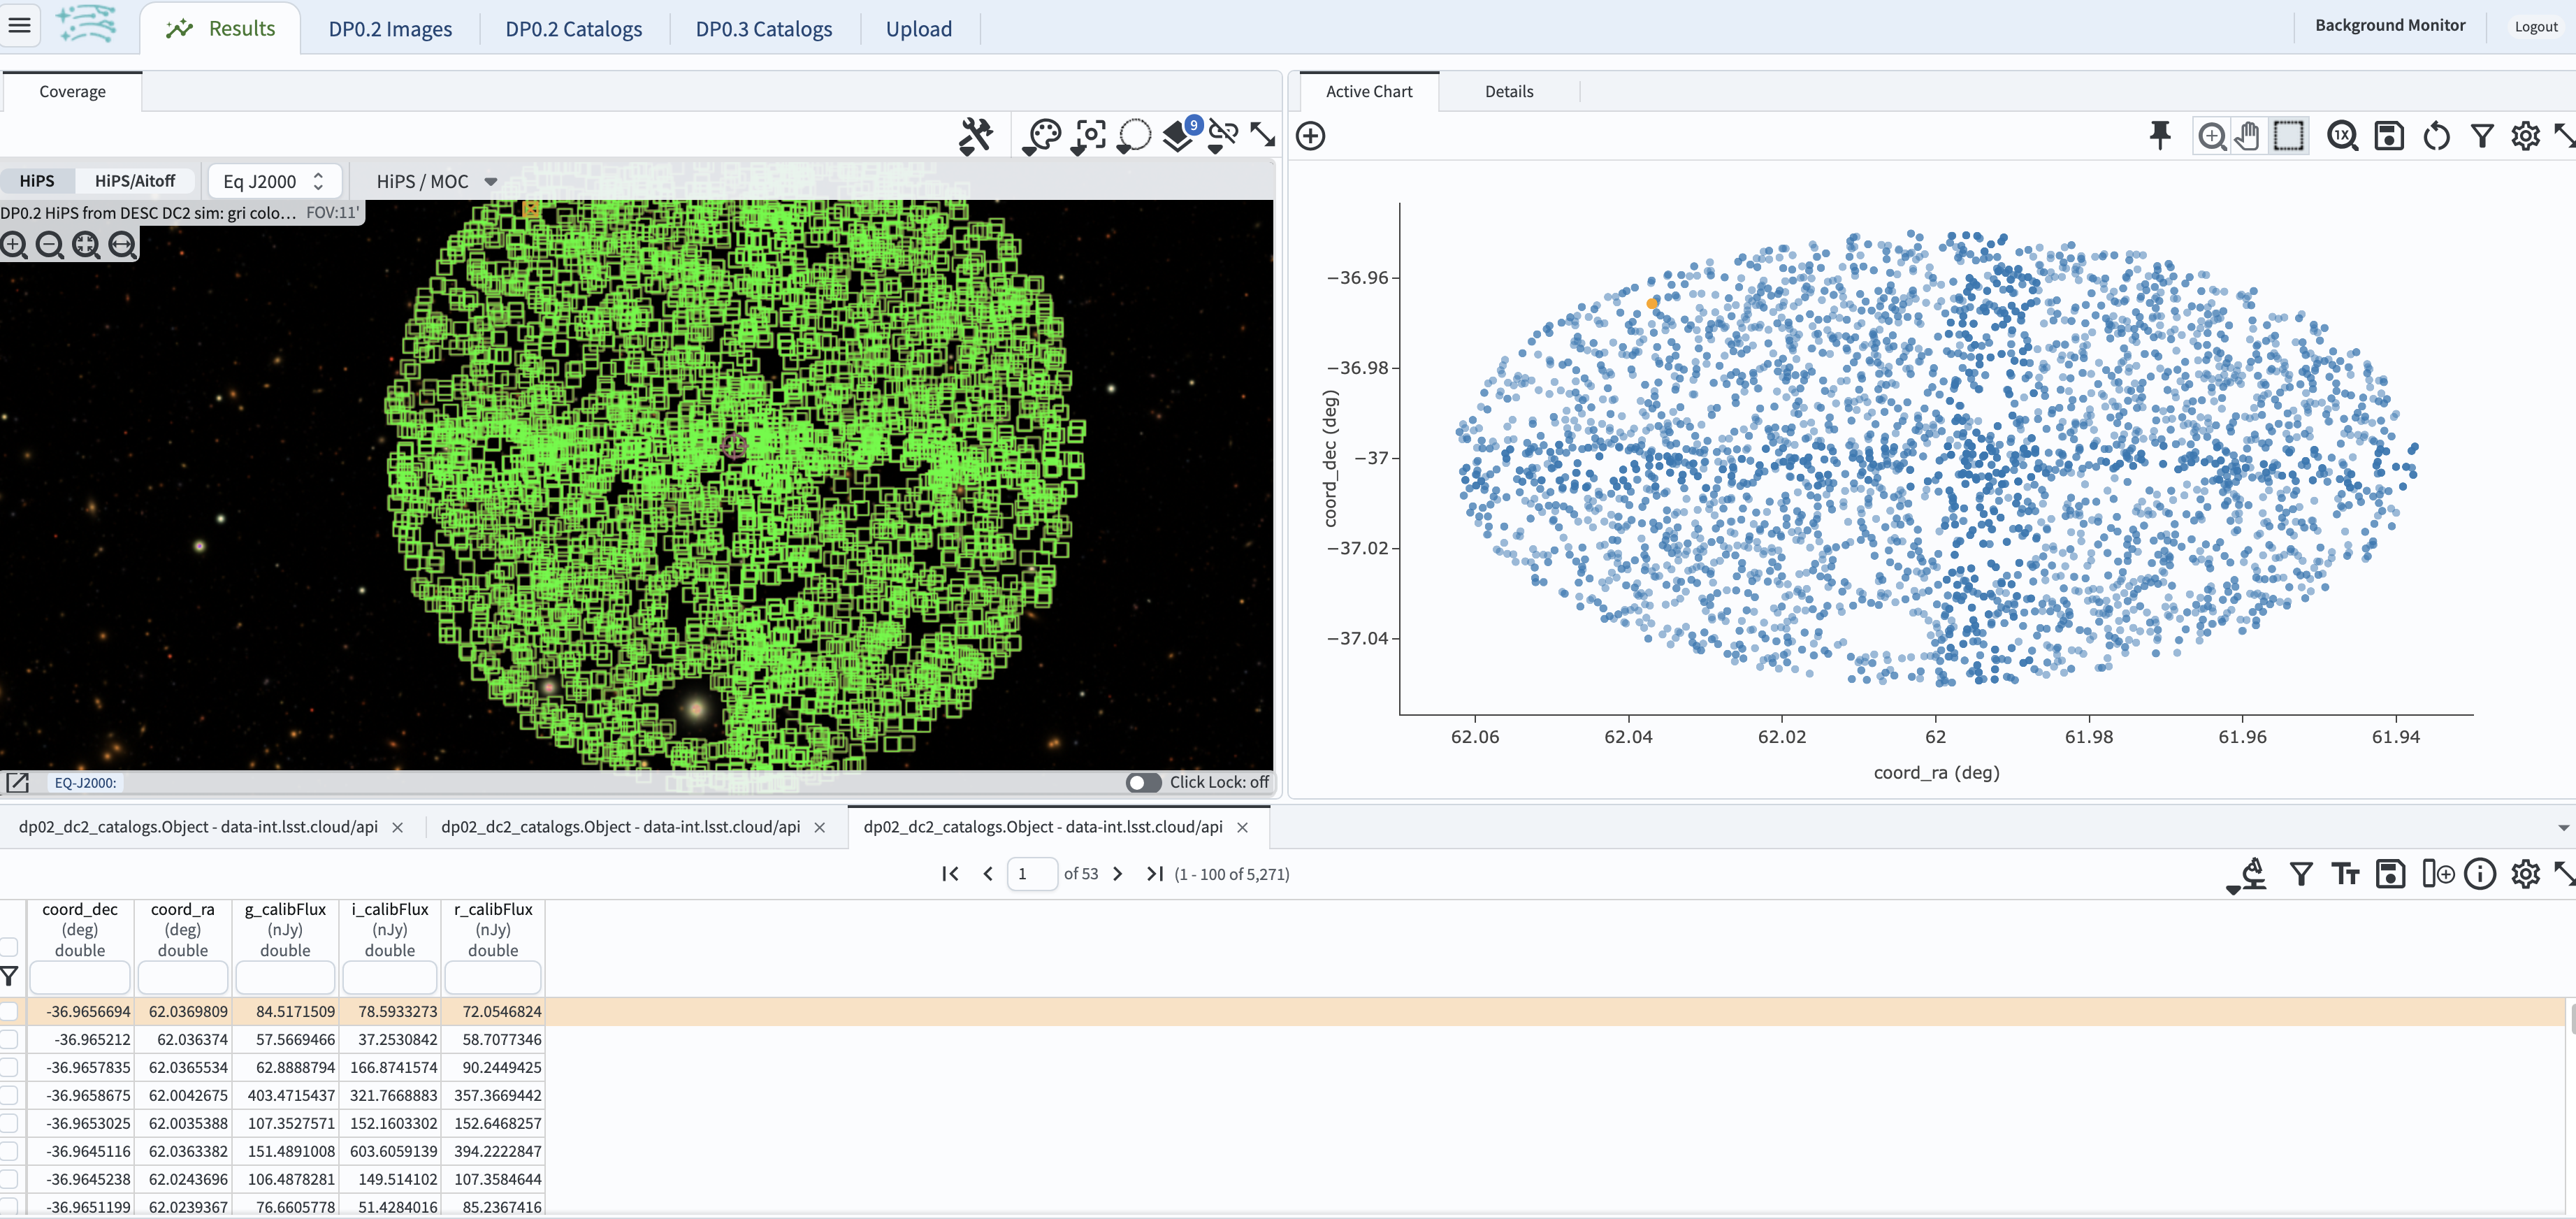 Results DP0.2 Images DP0.2 Catalogs DP0.3 Catalogs Upload Background Monitor Logout
Coverage
9
HiPS HiPS/Aitoff Eq J2000 HiPS / MOC
DP0.2 HiPS from DESC DC2 sim: gri colo... FOV:11'
EQ-J2000: Click Lock: off
Active Chart Details
1X
−36.96
−36.98
−37
−37.02
−37.04
coord_dec (deg)
62.06 62.04 62.02 62 61.98 61.96 61.94
coord_ra (deg)
dp02_dc2_catalogs.Object - data-int.lsst.cloud/api dp02_dc2_catalogs.Object - data-int.lsst.cloud/api dp02_dc2_catalogs.Object - data-int.lsst.cloud/api
1 of 53 (1 - 100 of 5,271)
coord_dec coord_ra g_calibFlux i_calibFlux r_calibFlux
(deg) (deg) (nJy) (nJy) (nJy)
double double double double double
-36.9656694 62.0369809 84.5171509 78.5933273 72.0546824
-36.965212 62.036374 57.5669466 37.2530842 58.7077346
-36.9657835 62.0365534 62.8888794 166.8741574 90.2449425
-36.9658675 62.0042675 403.4715437 321.7668883 357.3669442
-36.9653025 62.0035388 107.3527571 152.1603302 152.6468257
-36.9645116 62.0363382 151.4891008 603.6059139 394.2222847
-36.9645238 62.0243696 106.4878281 149.514102 107.3584644
-36.9651199 62.0239367 76.6605778 51.4284016 85.2367416